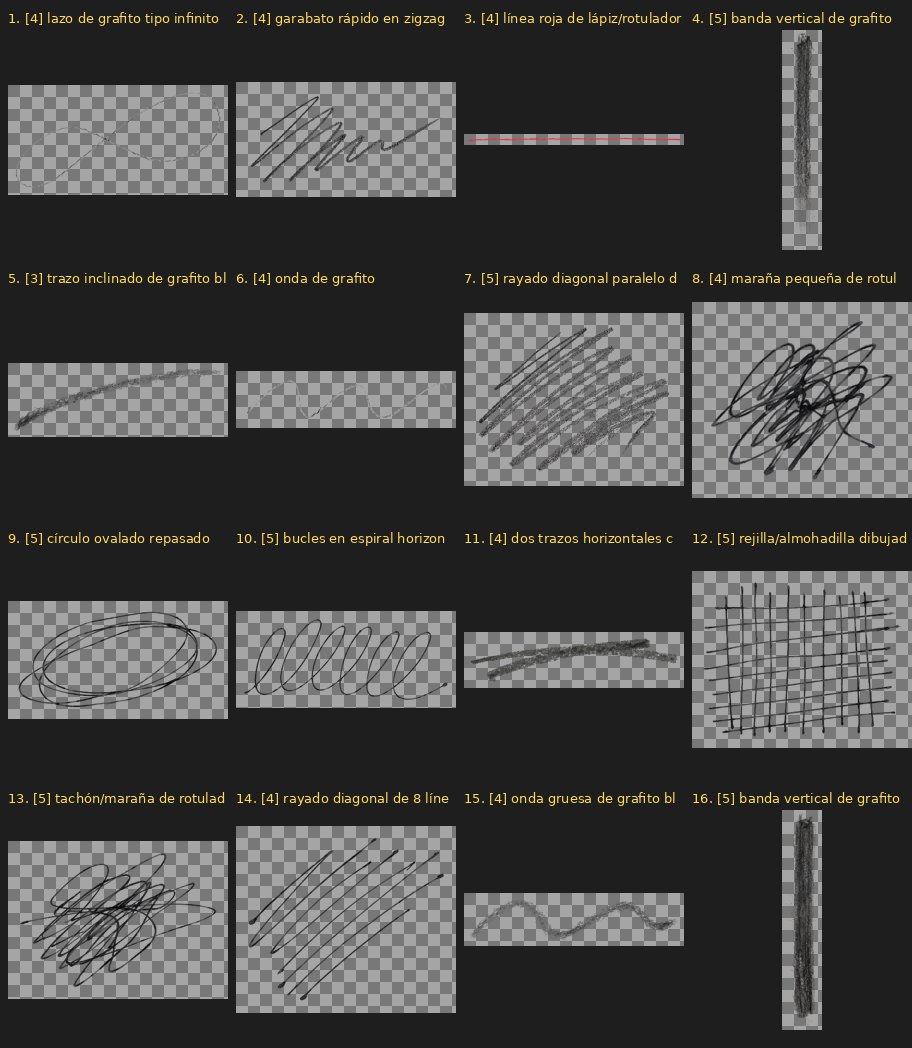 1. [4] lazo de grafito tipo infinito
2. [4] garabato rápido en zigzag
3. [4] línea roja de lápiz/rotulador
4. [5] banda vertical de grafito
5. [3] trazo inclinado de grafito bl
6. [4] onda de grafito
7. [5] rayado diagonal paralelo d
8. [4] maraña pequeña de rotul
9. [5] círculo ovalado repasado
10. [5] bucles en espiral horizon
11. [4] dos trazos horizontales c
12. [5] rejilla/almohadilla dibujad
13. [5] tachón/maraña de rotulad
14. [4] rayado diagonal de 8 líne
15. [4] onda gruesa de grafito bl
16. [5] banda vertical de grafito